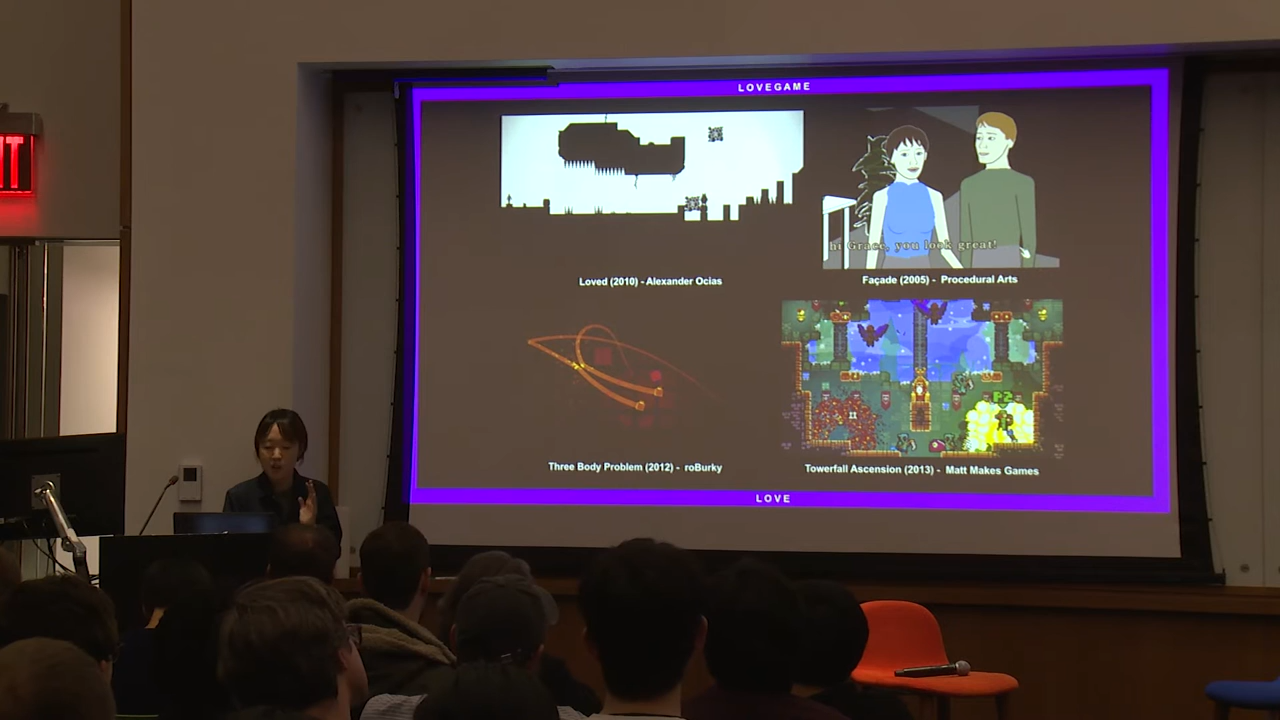 LOVEGAME
hi Grace, you look great!
Loved (2010) - Alexander Ocias
Façade (2005) - Procedural Arts
P2
Three Body Problem (2012) - roBurky
Towerfall Ascension (2013) - Matt Makes Games
LOVE